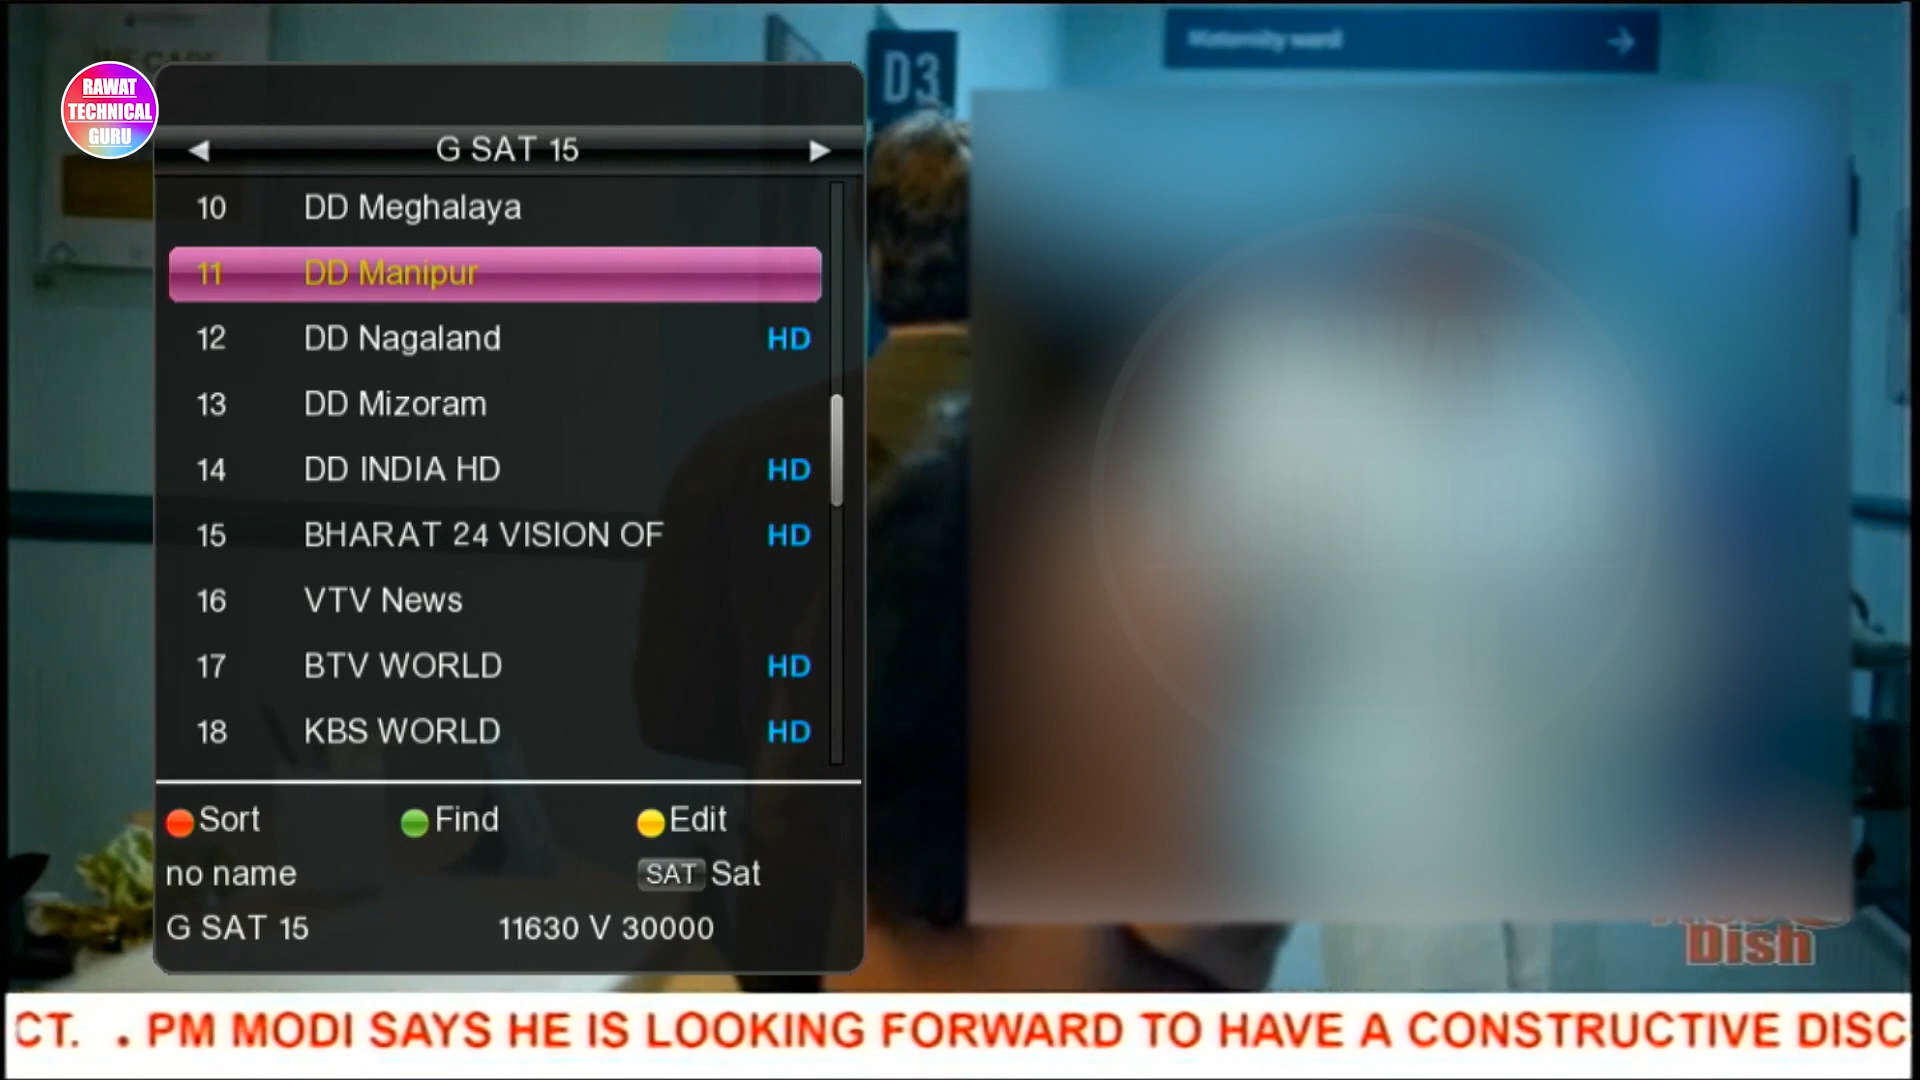 RAWAT
TECHNICAL
GURU
D3
Maternity ward
G SAT 15
10 DD Meghalaya
11 DD Manipur
12 DD Nagaland HD
13 DD Mizoram
14 DD INDIA HD HD
15 BHARAT 24 VISION OF HD
16 VTV News
17 BTV WORLD HD
18 KBS WORLD HD
Sort Find Edit
no name SAT Sat
G SAT 15 11630 V 30000
Dish
CT. . PM MODI SAYS HE IS LOOKING FORWARD TO HAVE A CONSTRUCTIVE DISC